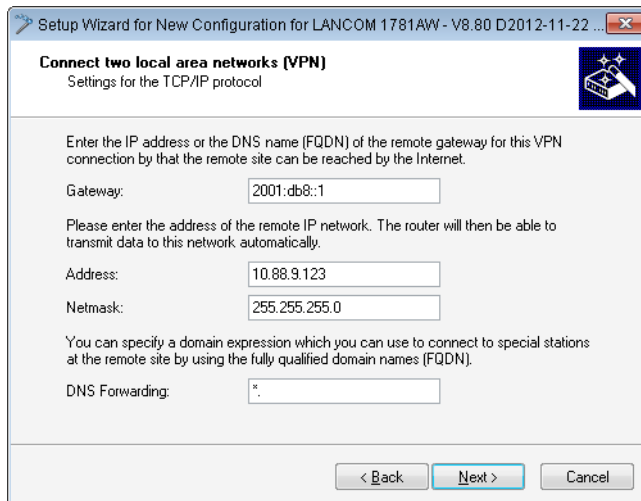 Setup Wizard for New Configuration for LANCOM 1781AW - V8.80 D2012-11-22 ...
Connect two local area networks (VPN)
Settings for the TCP/IP protocol
Enter the IP address or the DNS name (FQDN) of the remote gateway for this VPN
connection by that the remote site can be reached by the Internet.
Gateway: 2001:db8::1
Please enter the address of the remote IP network. The router will then be able to
transmit data to this network automatically.
Address: 10.88.9.123
Netmask: 255.255.255.0
You can specify a domain expression which you can use to connect to special stations
at the remote site by using the fully qualified domain names (FQDN).
DNS Forwarding: *.
< Back Next > Cancel